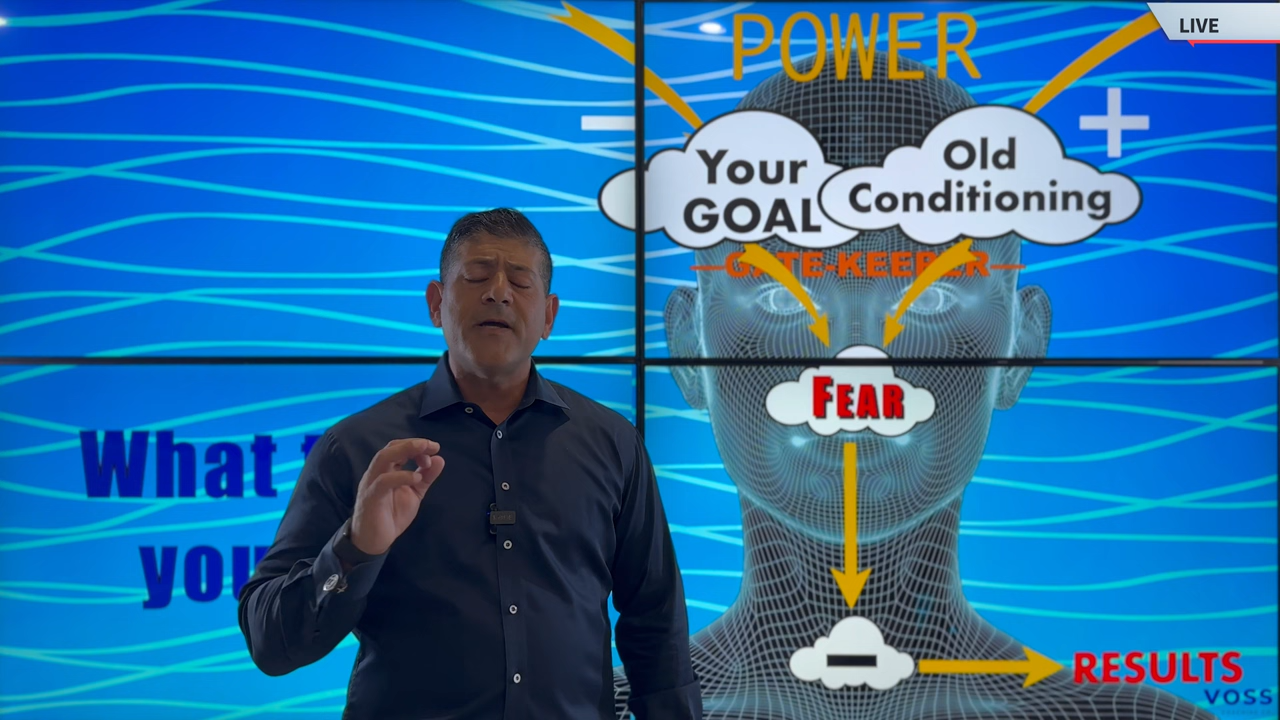 LIVE
POWER
Your
GOAL
Old
Conditioning
GATE-KEEPER
FEAR
What
you
RESULTS
VOSS